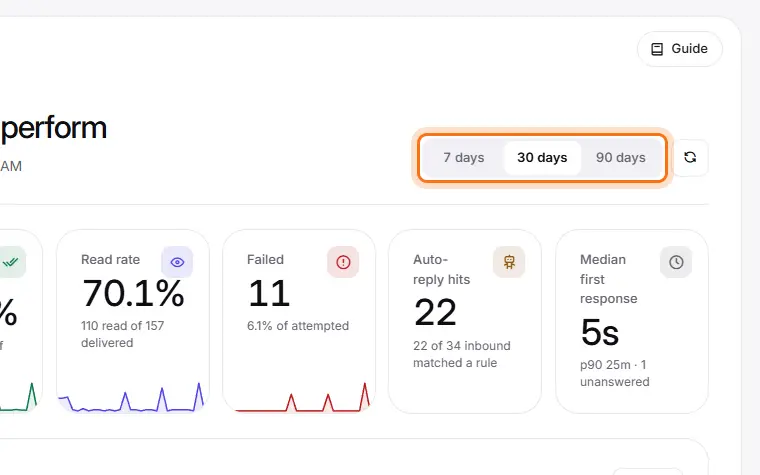 Guide
perform
AM
7 days
30 days
90 days
%
f
Read rate
70.1%
110 read of 157
delivered
Failed
11
6.1% of attempted
Auto-
reply hits
22
22 of 34 inbound
matched a rule
Median
first
response
5s
p90 25m · 1
unanswered